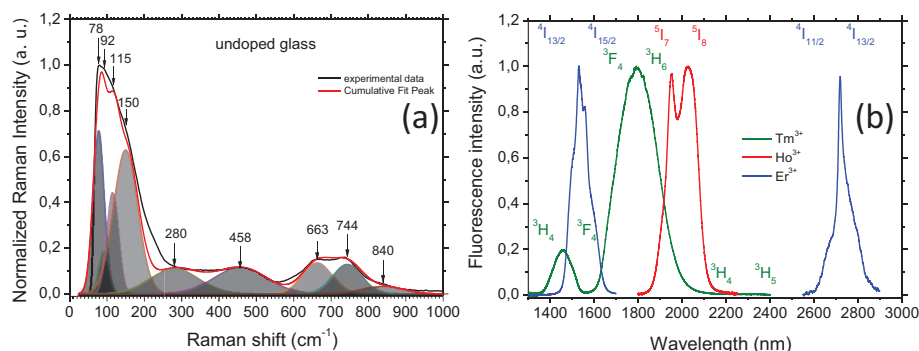 78
92
115
150
undoped glass
experimental data
Cumulative Fit Peak
(a)
280
458
663
744
840
1,0
0,8
0,6
0,4
0,2
0,0
0 100 200 300 400 500 600 700 800 900 1000
Normalized Raman Intensity (a. u.)
Raman shift (cm⁻¹)
⁴I₁₃/₂ ⁴I₁₅/₂ ⁵I₇ ⁵I₈ ⁴I₁₁/₂ ⁴I₁₃/₂
³F₄ ³H₆
Tm³⁺
Ho³⁺
Er³⁺
(b)
³H₄ ³F₄
³H₄ ³H₅
1,0
0,8
0,6
0,4
0,2
0,0
1400 1600 1800 2000 2200 2400 2600 2800 3000
Fluorescence intensity (a.u.)
Wavelength (nm)